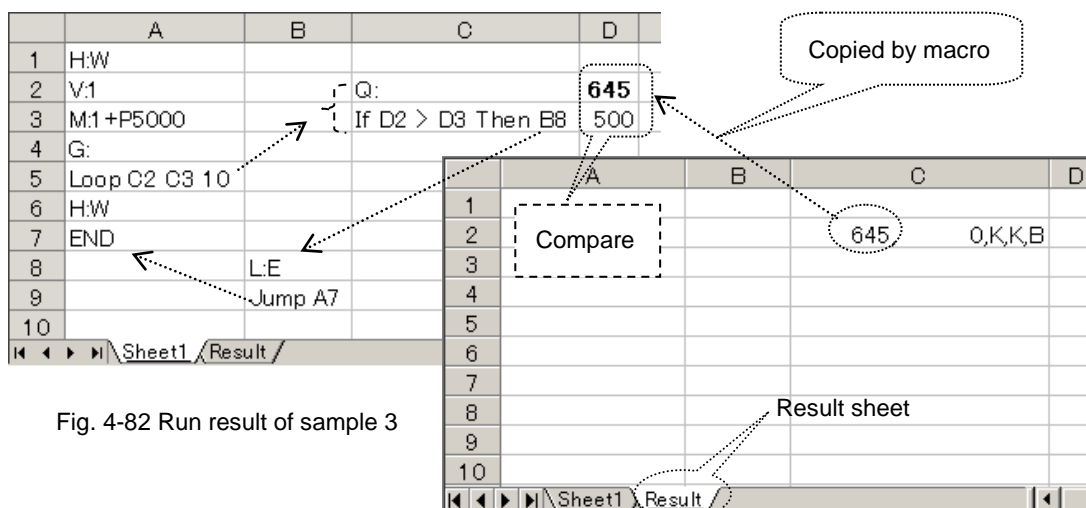 A B C D
1 H:W
2 V:1 Q: 645
3 M:1+P5000 If D2 > D3 Then B8 500
4 G:
5 Loop C2 C3 10
6 H:W
7 END
8 L:E
9 Jump A7
10
Sheet1 Result
Copied by macro
A B C D
1
2 645, 0,K,K,B
3
4
5
6
7
8
9
10
Compare
Result sheet
Sheet1 Result
Fig. 4-82 Run result of sample 3